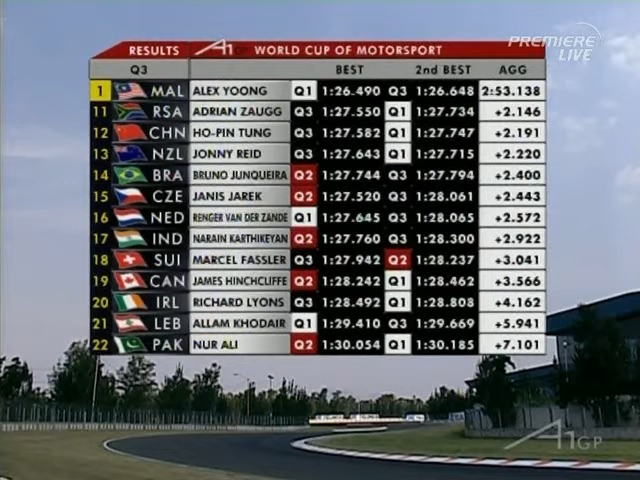 RESULTS A1GP WORLD CUP OF MOTORSPORT
PREMIERE
LIVE
Q3 BEST 2nd BEST AGG
1 MAL ALEX YOONG Q1 1:26.490 Q3 1:26.648 2:53.138
11 RSA ADRIAN ZAUGG Q3 1:27.550 Q1 1:27.734 +2.146
12 CHN HO-PIN TUNG Q3 1:27.582 Q1 1:27.747 +2.191
13 NZL JONNY REID Q3 1:27.643 Q1 1:27.715 +2.220
14 BRA BRUNO JUNQUEIRA Q2 1:27.744 Q3 1:27.794 +2.400
15 CZE JANIS JAREK Q2 1:27.520 Q3 1:28.061 +2.443
16 NED RENGER VAN DER ZANDE Q1 1:27.645 Q3 1:28.065 +2.572
17 IND NARAIN KARTHIKEYAN Q2 1:27.760 Q3 1:28.300 +2.922
18 SUI MARCEL FASSLER Q3 1:27.942 Q2 1:28.237 +3.041
19 CAN JAMES HINCHCLIFFE Q2 1:28.242 Q1 1:28.462 +3.566
20 IRL RICHARD LYONS Q3 1:28.492 Q1 1:28.808 +4.162
21 LEB ALLAM KHODAIR Q1 1:29.410 Q3 1:29.669 +5.941
22 PAK NUR ALI Q2 1:30.054 Q1 1:30.185 +7.101
A1GP